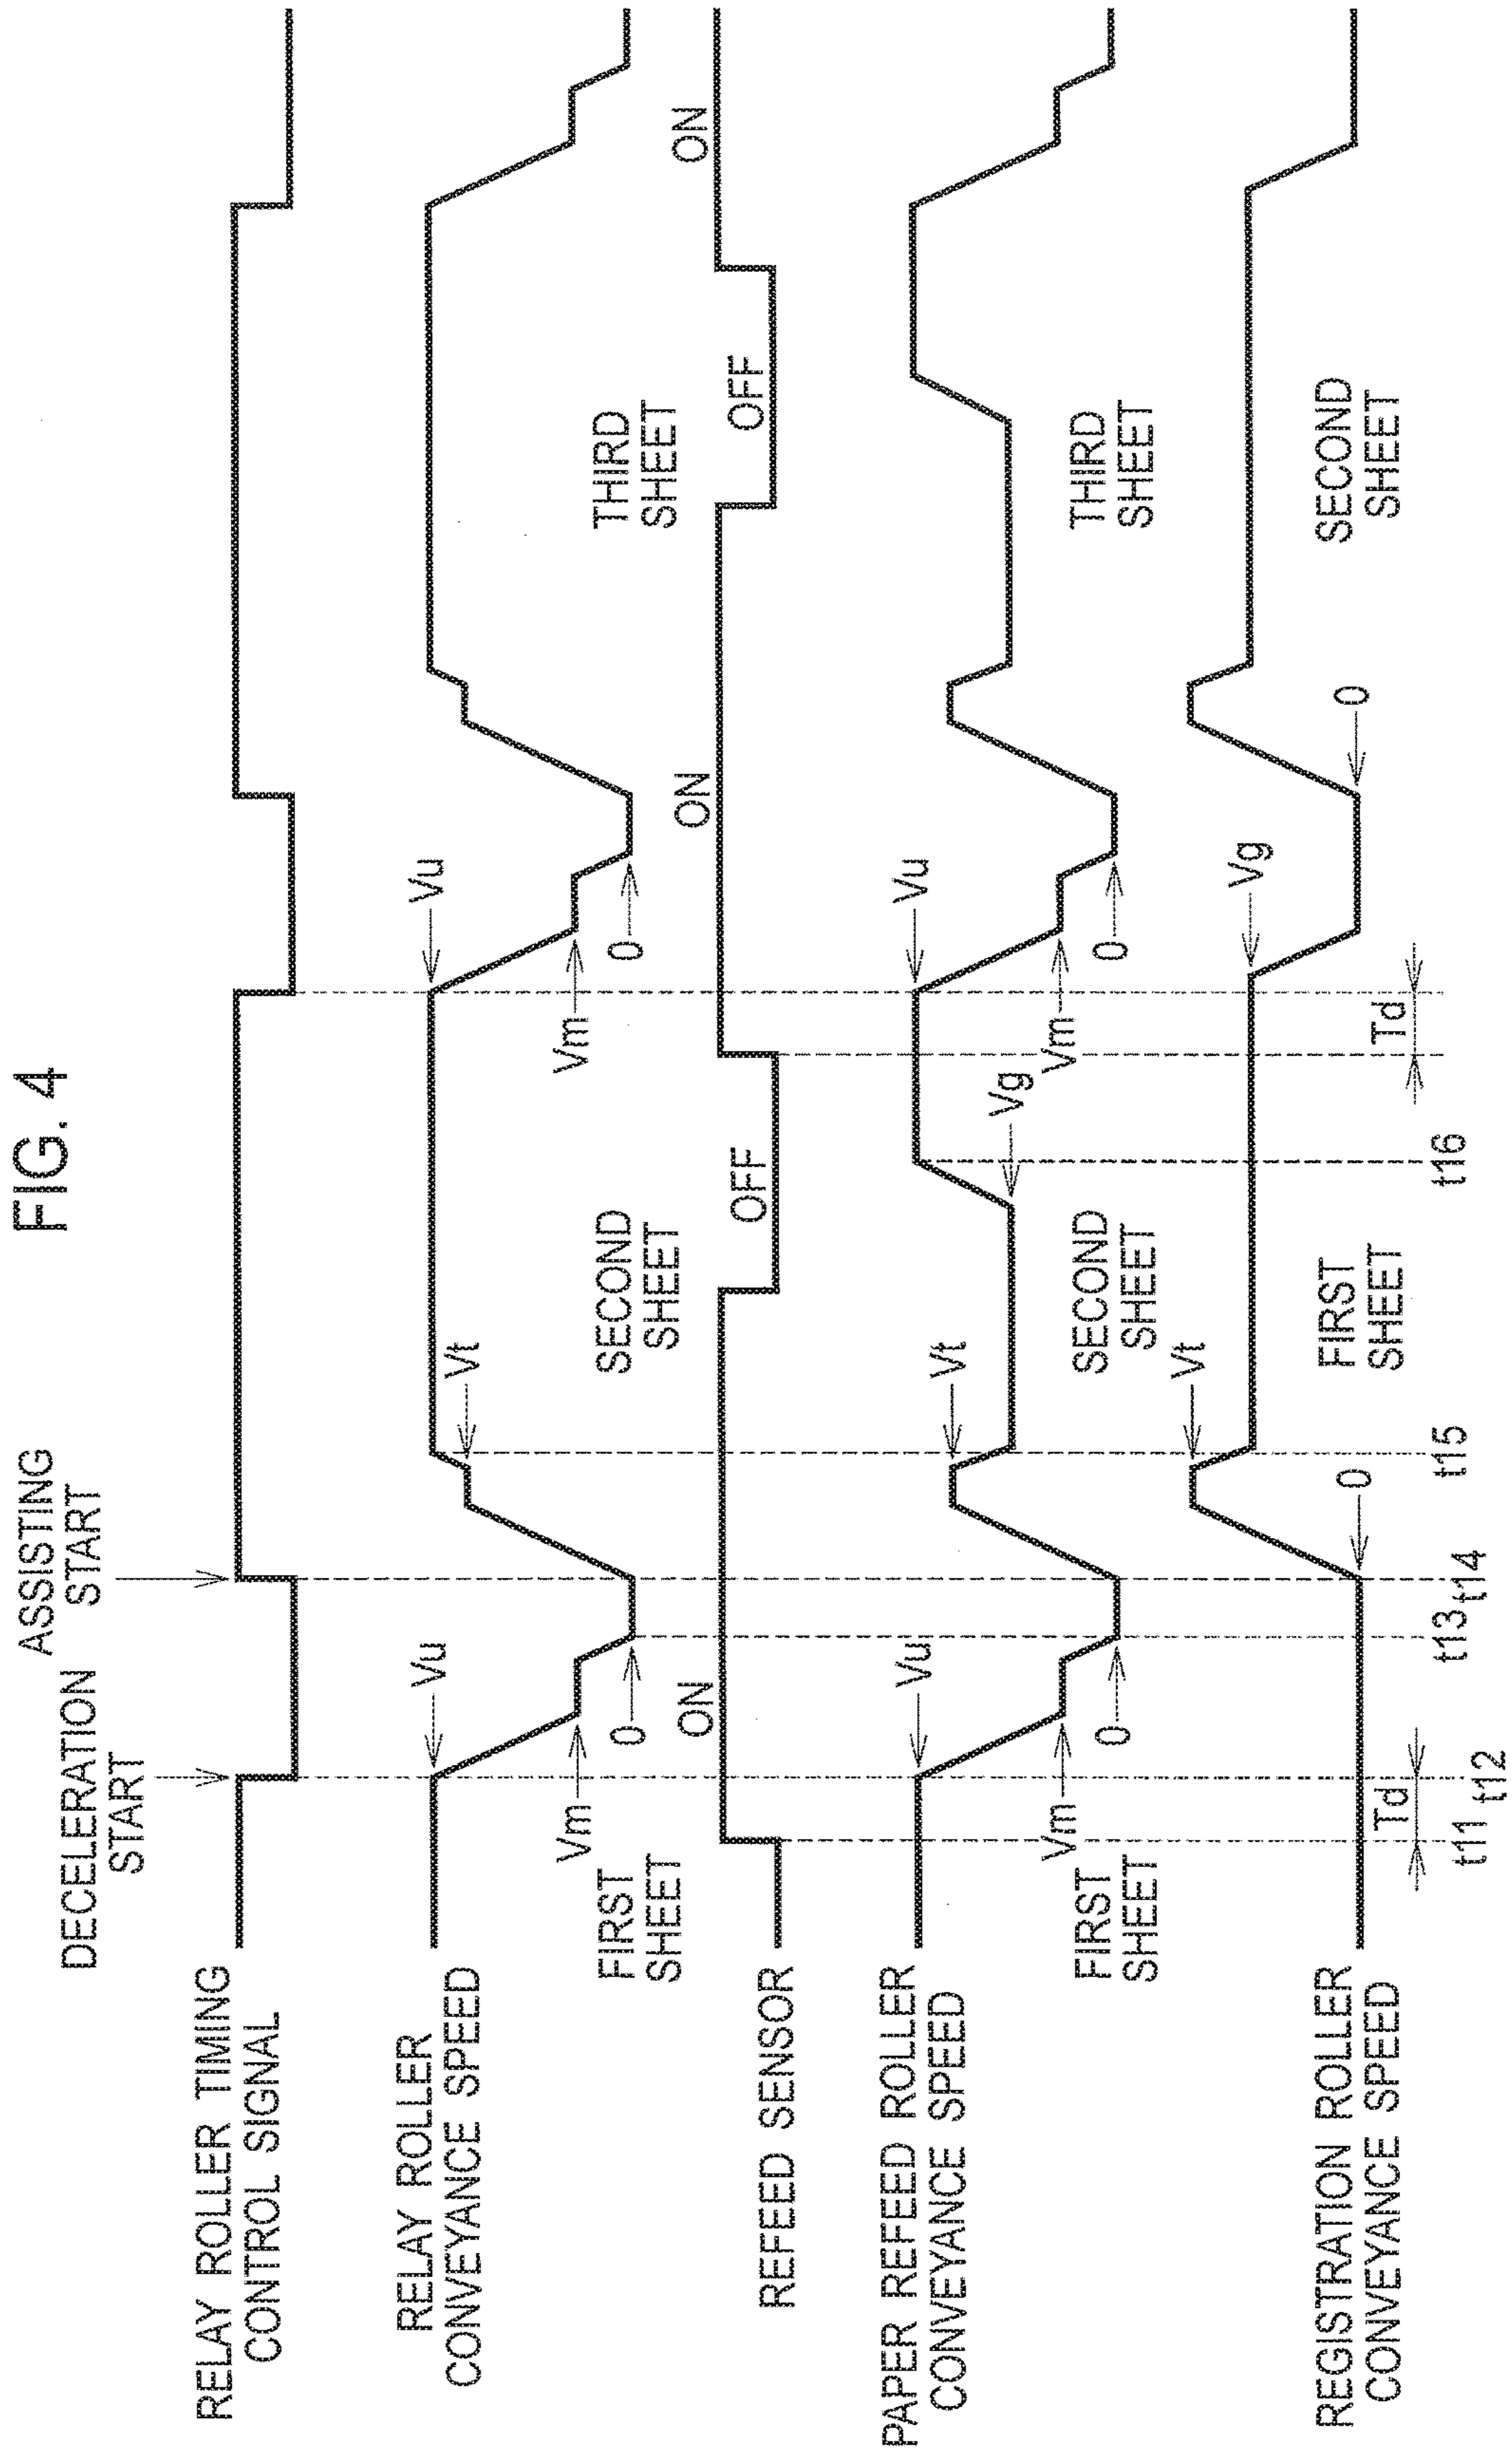 FIG. 4
DECELERATION
START
ASSISTING
START
RELAY ROLLER TIMING
CONTROL SIGNAL
RELAY ROLLER
CONVEYANCE SPEED
Vu
Vt
Vu
Vm
0
Vm
0
FIRST
SHEET
SECOND
SHEET
THIRD
SHEET
REFEED SENSOR
ON
OFF
ON
OFF
ON
PAPER REFEED ROLLER
CONVEYANCE SPEED
Vu
Vt
Vg
Vu
Vm
0
Vm
0
FIRST
SHEET
SECOND
SHEET
THIRD
SHEET
REGISTRATION ROLLER
CONVEYANCE SPEED
0
Vt
Vg
0
FIRST
SHEET
SECOND
SHEET
Td
Td
t11
t12
t13
t14
t15
t16